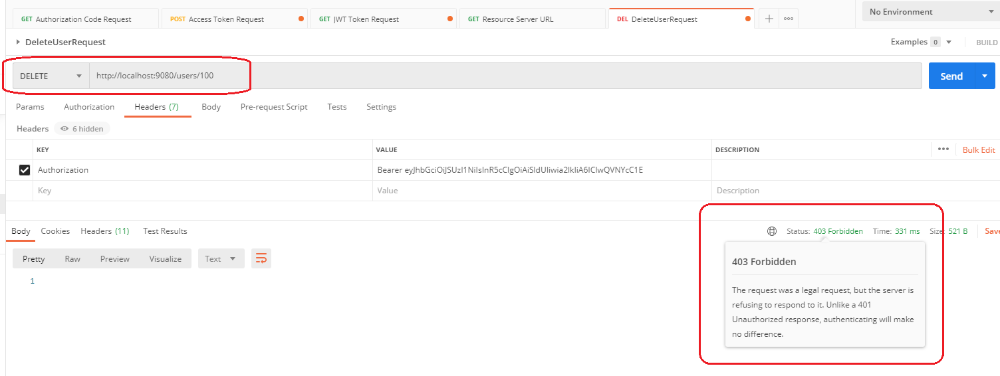 GET Authorization Code Request
POST Access Token Request
GET JWT Token Request
GET Resource Server URL
DEL DeleteUserRequest
No Environment
DeleteUserRequest
Examples 0
BUILD
DELETE
http://localhost:9080/users/100
Send
Params Authorization Headers (7) Body Pre-request Script Tests Settings
Headers 6 hidden
KEY VALUE DESCRIPTION ••• Bulk Edit
Authorization Bearer eyJhbGciOiJSUzI1NiIsInR5cCIgOiAiSldUIiwia2lkIiA6ICIwQVNYcC1E
Key Value Description
Body Cookies Headers (11) Test Results
Status: 403 Forbidden Time: 331 ms Size: 521 B Save
Pretty Raw Preview Visualize Text
1
403 Forbidden
The request was a legal request, but the server is
refusing to respond to it. Unlike a 401
Unauthorized response, authenticating will make
no difference.